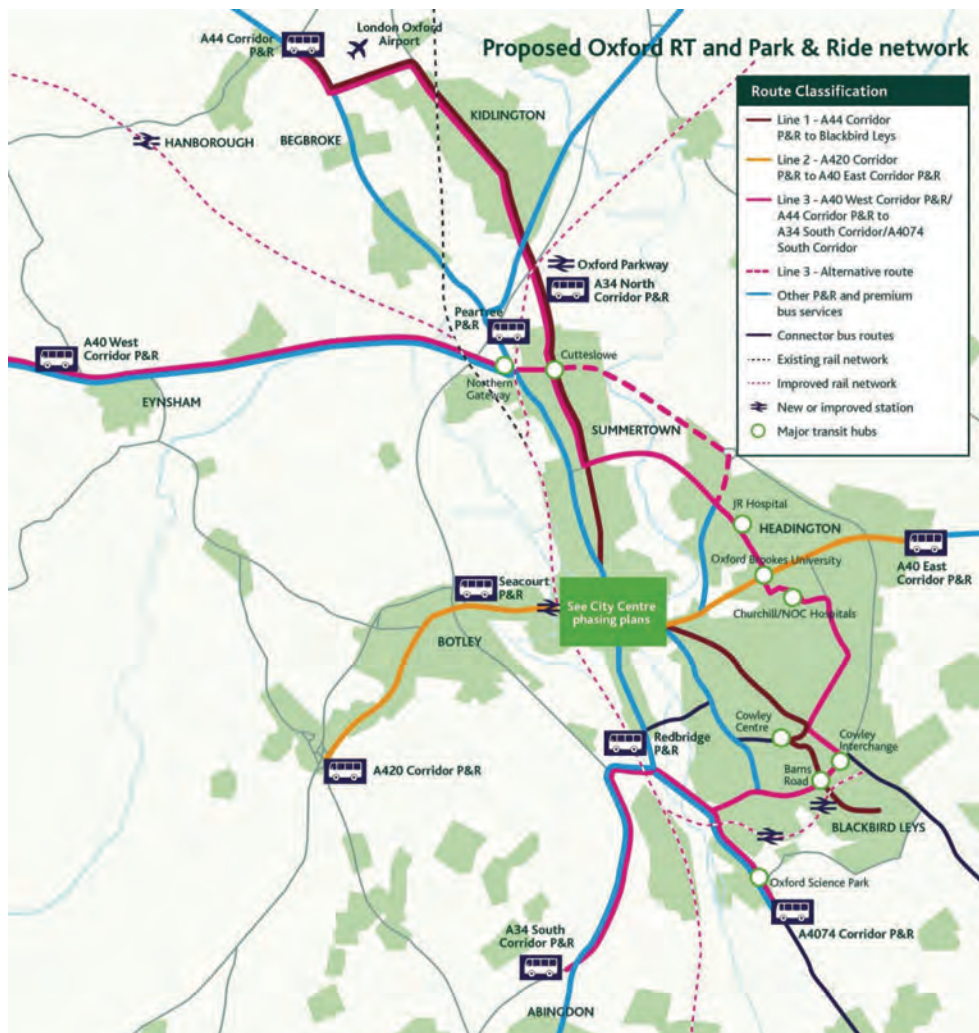 Proposed Oxford RT and Park & Ride network
A44 Corridor
P&R
London Oxford
Airport
KIDLINGTON
HANBOROUGH
BEGBROKE
Route Classification
Line 1 - A44 Corridor
P&R to Blackbird Leys
Line 2 - A420 Corridor
P&R to A40 East Corridor P&R
Line 3 - A40 West Corridor P&R/
A44 Corridor P&R to
A34 South Corridor/A4074
South Corridor
Line 3 - Alternative route
Other P&R and premium
bus services
Connector bus routes
Existing rail network
Improved rail network
New or improved station
Major transit hubs
Oxford Parkway
A34 North
Corridor P&R
Peartree
P&R
A40 West
Corridor P&R
Cutteslowe
Northern
Gateway
EYNSHAM
SUMMERTOWN
JR Hospital
HEADINGTON
Oxford Brookes University
A40 East
Corridor P&R
Seacourt
P&R
See City Centre
phasing plans
Churchill/NOC Hospitals
BOTLEY
Cowley
Centre
Cowley
Interchange
Redbridge
P&R
A420 Corridor P&R
Barns
Road
BLACKBIRD LEYS
Oxford Science Park
A4074 Corridor P&R
A34 South
Corridor P&R
ABINGDON